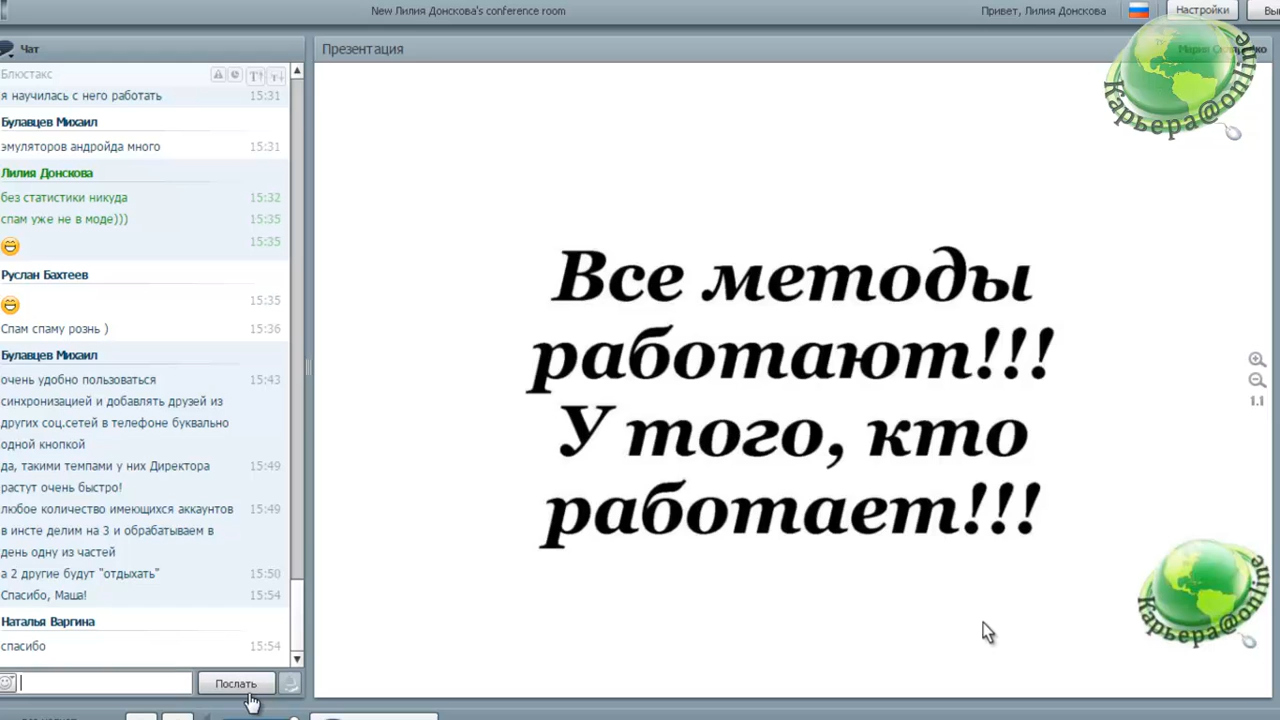 New Лилия Донскова's conference room
Привет, Лилия Донскова
Настройки
Чат
Блюстакс
я научилась с него работать 15:31
Булавцев Михаил
эмуляторов андройда много 15:31
Лилия Донскова
без статистики никуда 15:32
спам уже не в моде))) 15:35
15:35
Руслан Бахтеев
15:35
Спам спаму рознь ) 15:36
Булавцев Михаил
очень удобно пользоваться 15:43
синхронизацией и добавлять друзей из
других соц.сетей в телефоне буквально
одной кнопкой
да, такими темпами у них Директора 15:49
растут очень быстро!
любое количество имеющихся аккаунтов 15:49
в инсте делим на 3 и обрабатываем в
день одну из частей
а 2 другие будут "отдыхать" 15:50
Спасибо, Маша! 15:54
Наталья Варгина
спасибо 15:54
Послать
Презентация
Карьера@online
Все методы
работают!!!
У того, кто
работает!!!
1.1
Карьера@online